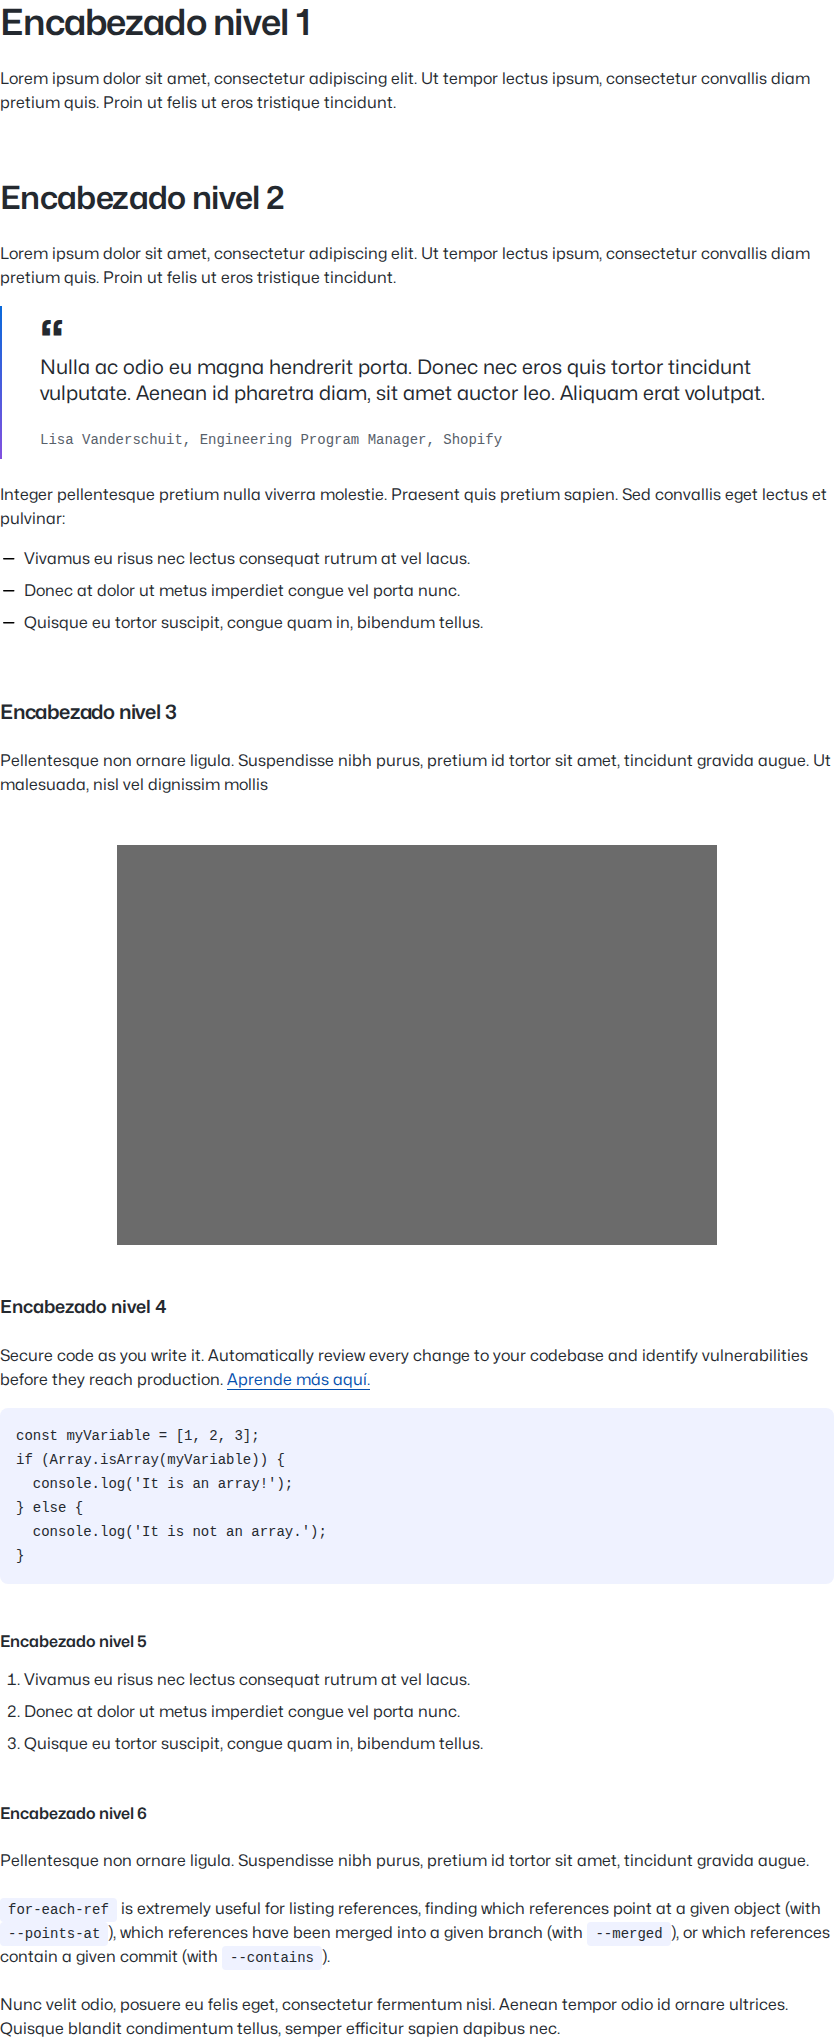 Encabezado nivel 1
Lorem ipsum dolor sit amet, consectetur adipiscing elit. Ut tempor lectus ipsum, consectetur convallis diam
pretium quis. Proin ut felis ut eros tristique tincidunt.
Encabezado nivel 2
Lorem ipsum dolor sit amet, consectetur adipiscing elit. Ut tempor lectus ipsum, consectetur convallis diam
pretium quis. Proin ut felis ut eros tristique tincidunt.
“
Nulla ac odio eu magna hendrerit porta. Donec nec eros quis tortor tincidunt
vulputate. Aenean id pharetra diam, sit amet auctor leo. Aliquam erat volutpat.
Lisa Vanderschuit, Engineering Program Manager, Shopify
Integer pellentesque pretium nulla viverra molestie. Praesent quis pretium sapien. Sed convallis eget lectus et
pulvinar:
— Vivamus eu risus nec lectus consequat rutrum at vel lacus.
— Donec at dolor ut metus imperdiet congue vel porta nunc.
— Quisque eu tortor suscipit, congue quam in, bibendum tellus.
Encabezado nivel 3
Pellentesque non ornare ligula. Suspendisse nibh purus, pretium id tortor sit amet, tincidunt gravida augue. Ut
malesuada, nisl vel dignissim mollis
Encabezado nivel 4
Secure code as you write it. Automatically review every change to your codebase and identify vulnerabilities
before they reach production. Aprende más aquí.
const myVariable = [1, 2, 3];
if (Array.isArray(myVariable)) {
  console.log('It is an array!');
} else {
  console.log('It is not an array.');
}
Encabezado nivel 5
1. Vivamus eu risus nec lectus consequat rutrum at vel lacus.
2. Donec at dolor ut metus imperdiet congue vel porta nunc.
3. Quisque eu tortor suscipit, congue quam in, bibendum tellus.
Encabezado nivel 6
Pellentesque non ornare ligula. Suspendisse nibh purus, pretium id tortor sit amet, tincidunt gravida augue.
for-each-ref is extremely useful for listing references, finding which references point at a given object (with
--points-at ), which references have been merged into a given branch (with --merged ), or which references
contain a given commit (with --contains ).
Nunc velit odio, posuere eu felis eget, consectetur fermentum nisi. Aenean tempor odio id ornare ultrices.
Quisque blandit condimentum tellus, semper efficitur sapien dapibus nec.